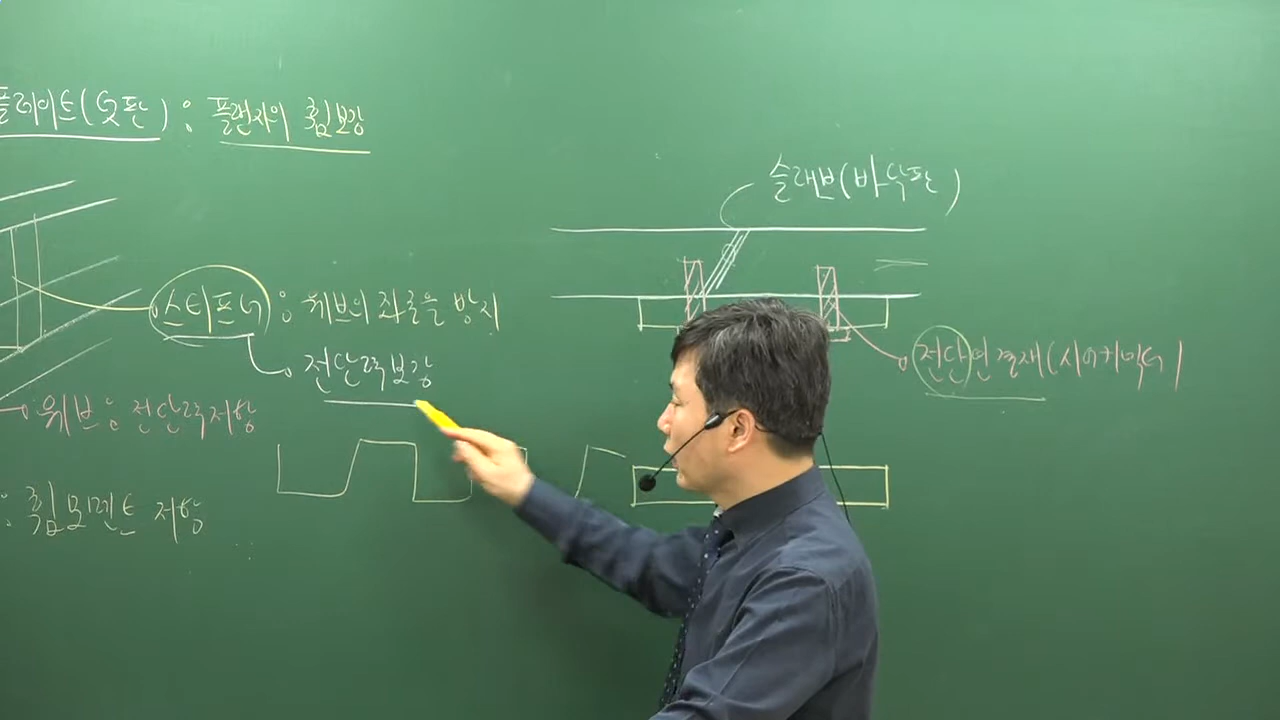 플레이트(덧판) : 플랜지의 휨보강
슬래브(바닥판)
스티프너 : 웨브의 좌굴을 방지
전단력보강
전단연결재(시어커넥터)
웨브 : 전단력저항
: 휨모멘트 저항